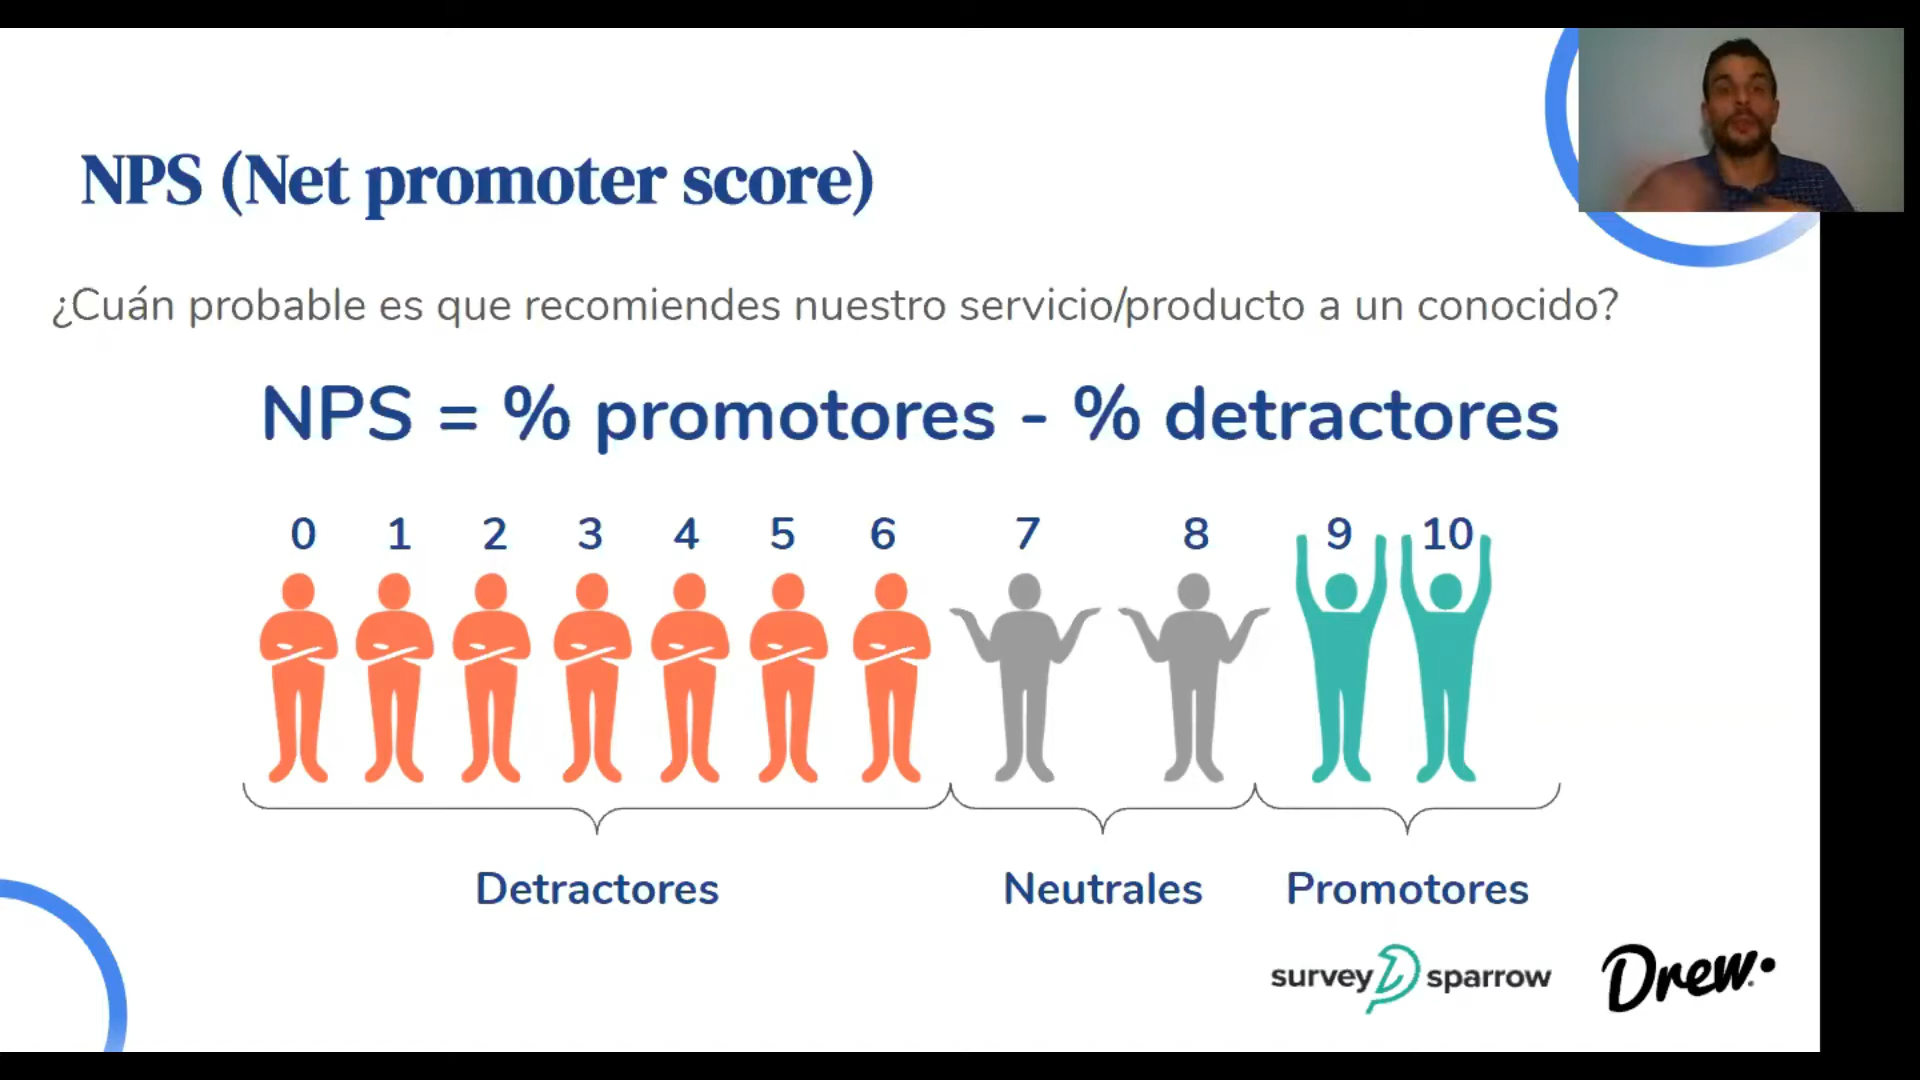 NPS (Net promoter score)
¿Cuán probable es que recomiendes nuestro servicio/producto a un conocido?
NPS = % promotores - % detractores
0 1 2 3 4 5 6 7 8 9 10
Detractores Neutrales Promotores
survey sparrow Drew.